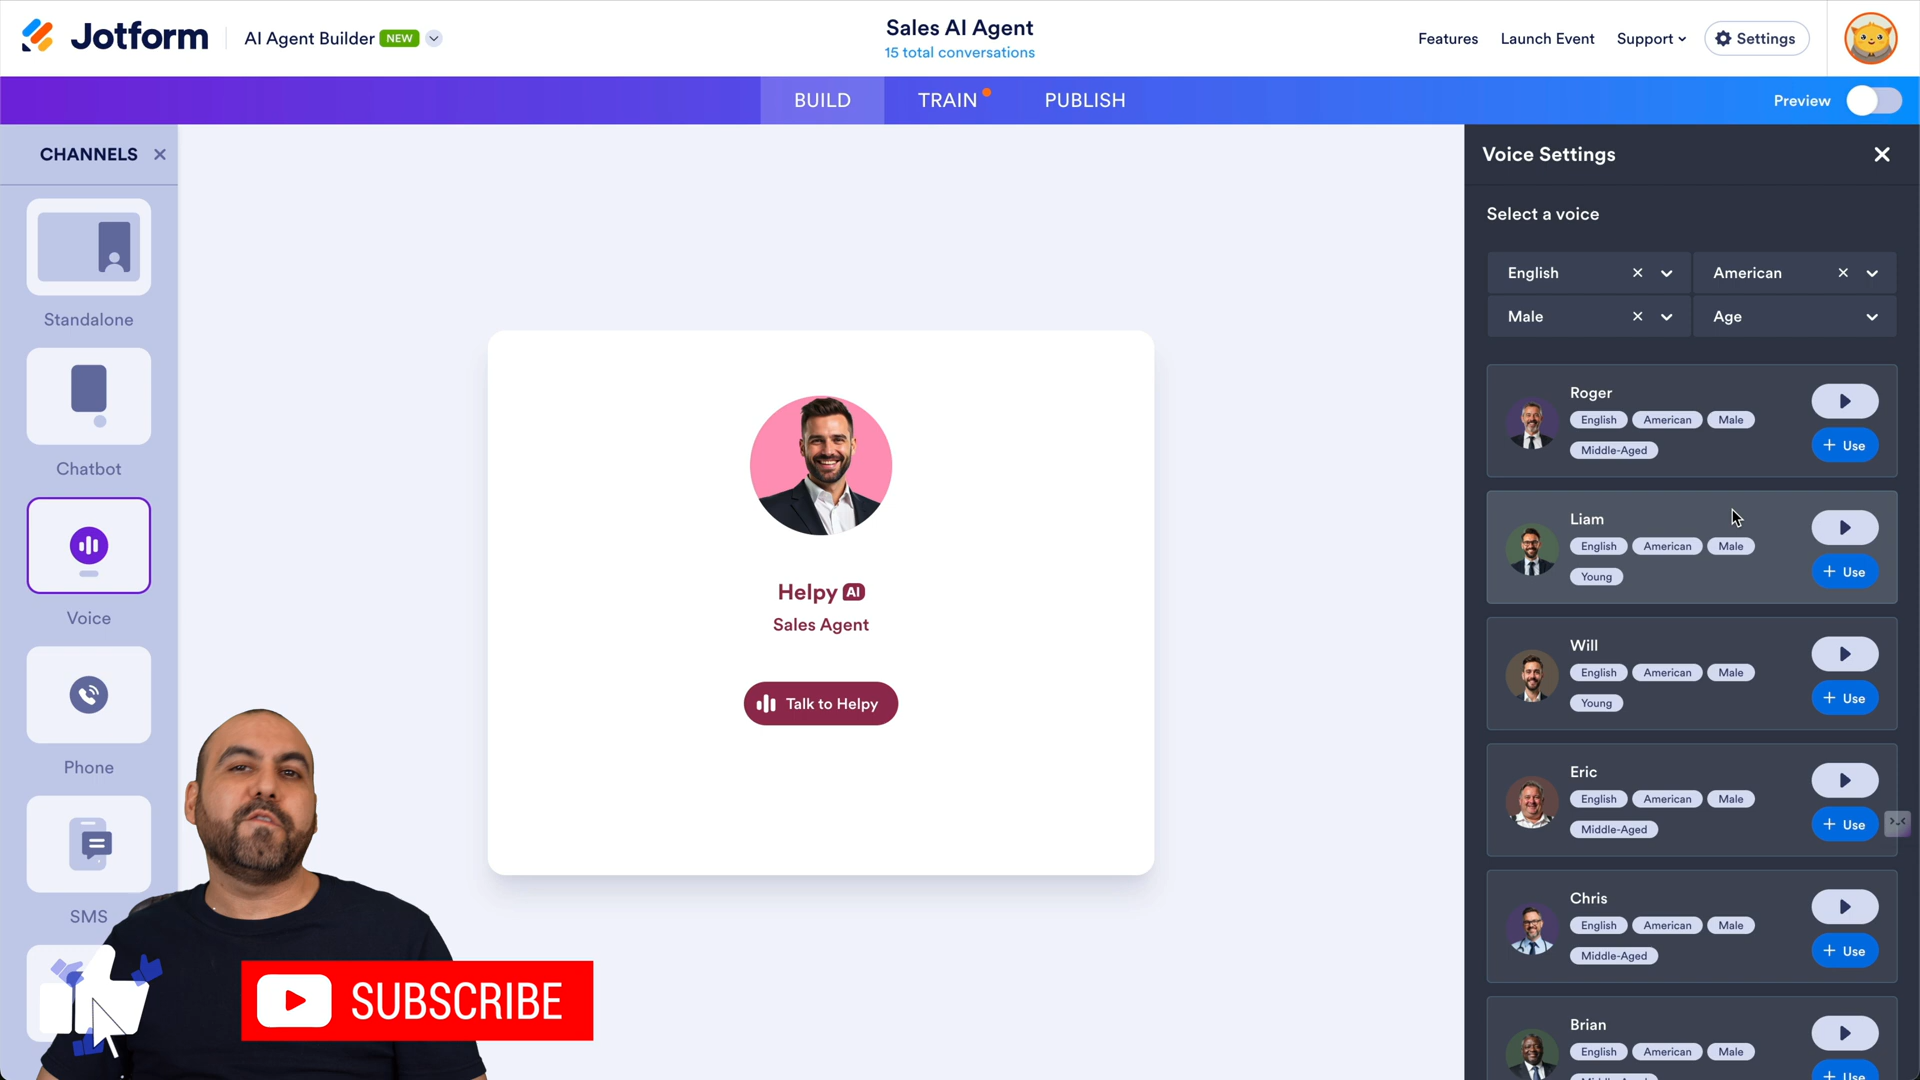 Jotform
AI Agent Builder NEW
Sales AI Agent
15 total conversations
Features
Launch Event
Support
Settings
BUILD
TRAIN
PUBLISH
Preview
CHANNELS
Standalone
Chatbot
Voice
Phone
SMS
Helpy AI
Sales Agent
Talk to Helpy
SUBSCRIBE
Voice Settings
Select a voice
English
American
Male
Age
Roger
English American Male
Middle-Aged
Use
Liam
English American Male
Young
Use
Will
English American Male
Young
Use
Eric
English American Male
Middle-Aged
Use
Chris
English American Male
Middle-Aged
Use
Brian
English American Male
Use